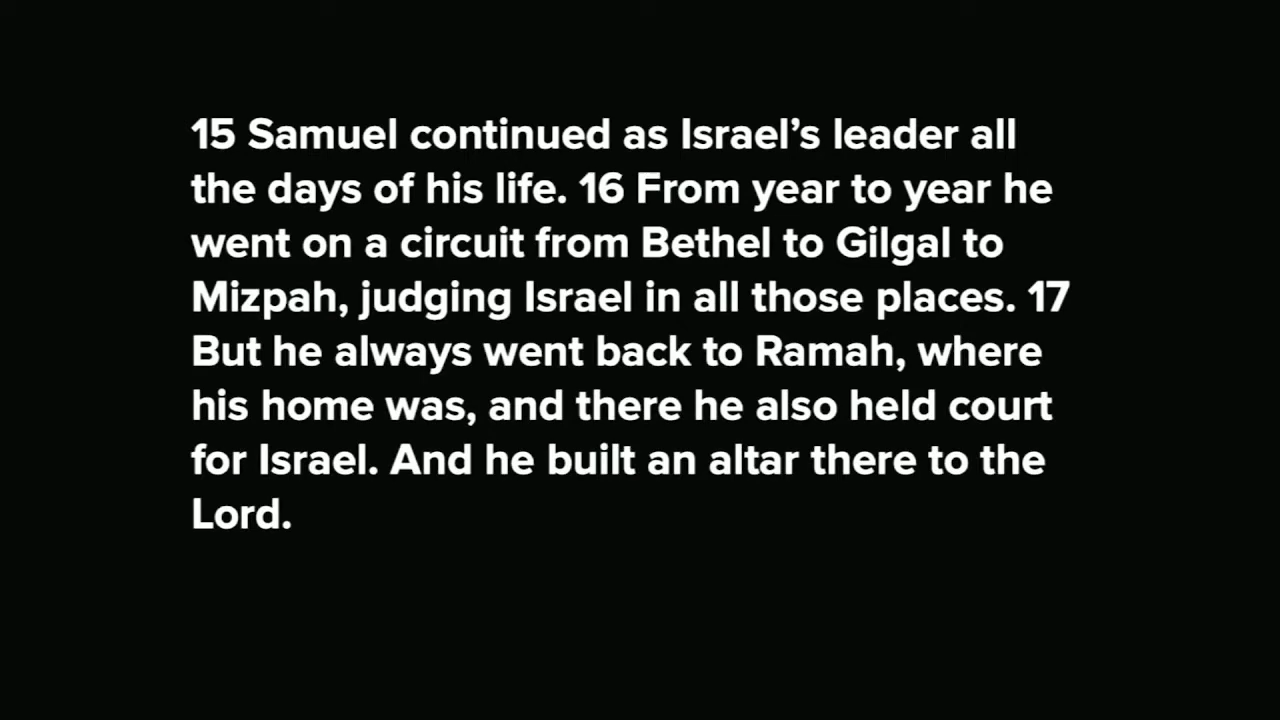 15 Samuel continued as Israel’s leader all
the days of his life. 16 From year to year he
went on a circuit from Bethel to Gilgal to
Mizpah, judging Israel in all those places. 17
But he always went back to Ramah, where
his home was, and there he also held court
for Israel. And he built an altar there to the
Lord.